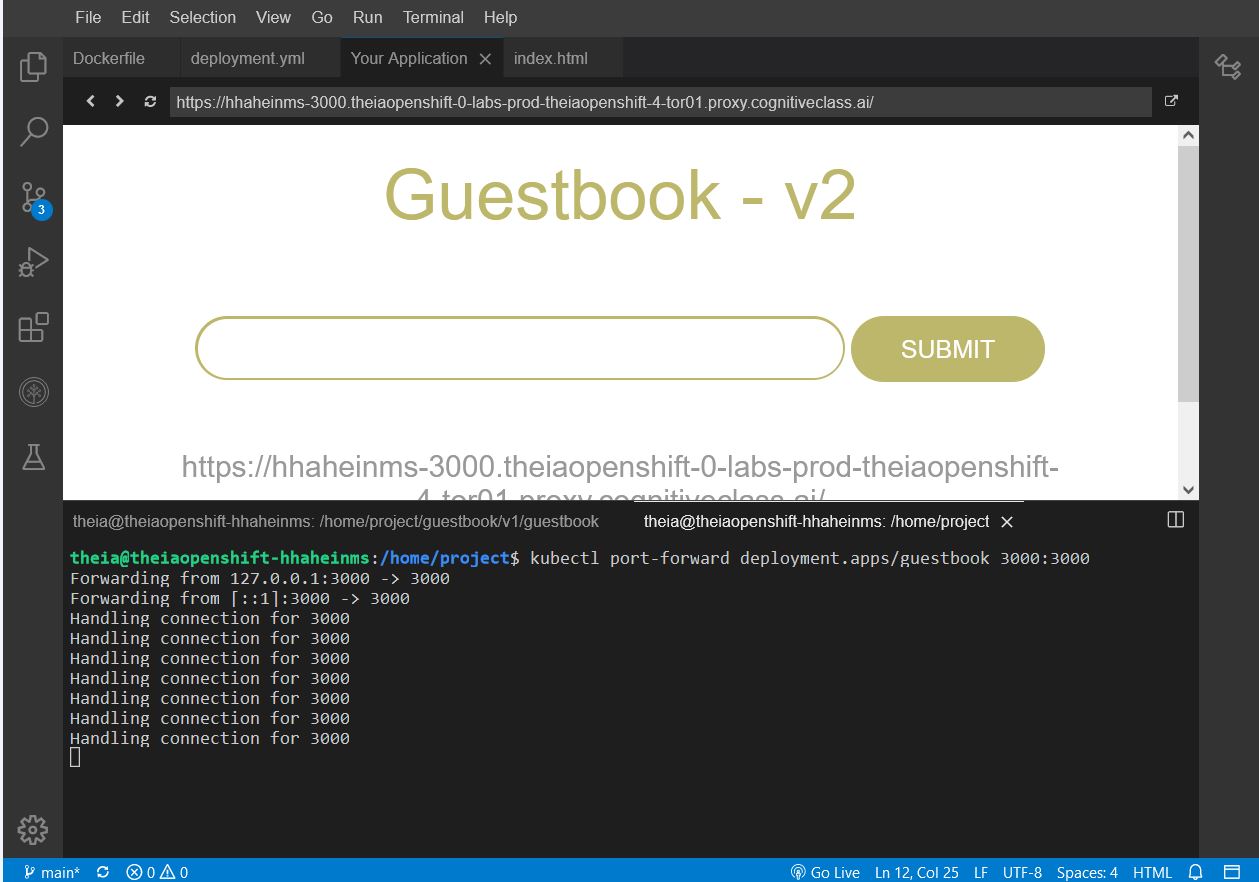 File Edit Selection View Go Run Terminal Help
Dockerfile deployment.yml Your Application index.html
https://hhaheinms-3000.theiaopenshift-0-labs-prod-theiaopenshift-4-tor01.proxy.cognitiveclass.ai/
Guestbook - v2
SUBMIT
3
https://hhaheinms-3000.theiaopenshift-0-labs-prod-theiaopenshift-
4-tor01.proxy.cognitiveclass.ai/
theia@theiaopenshift-hhaheinms: /home/project/guestbook/v1/guestbook theia@theiaopenshift-hhaheinms: /home/project
theia@theiaopenshift-hhaheinms:/home/project$ kubectl port-forward deployment.apps/guestbook 3000:3000
Forwarding from 127.0.0.1:3000 -> 3000
Forwarding from [::1]:3000 -> 3000
Handling connection for 3000
Handling connection for 3000
Handling connection for 3000
Handling connection for 3000
Handling connection for 3000
Handling connection for 3000
Handling connection for 3000
main* 0 0 Go Live Ln 12, Col 25 LF UTF-8 Spaces: 4 HTML